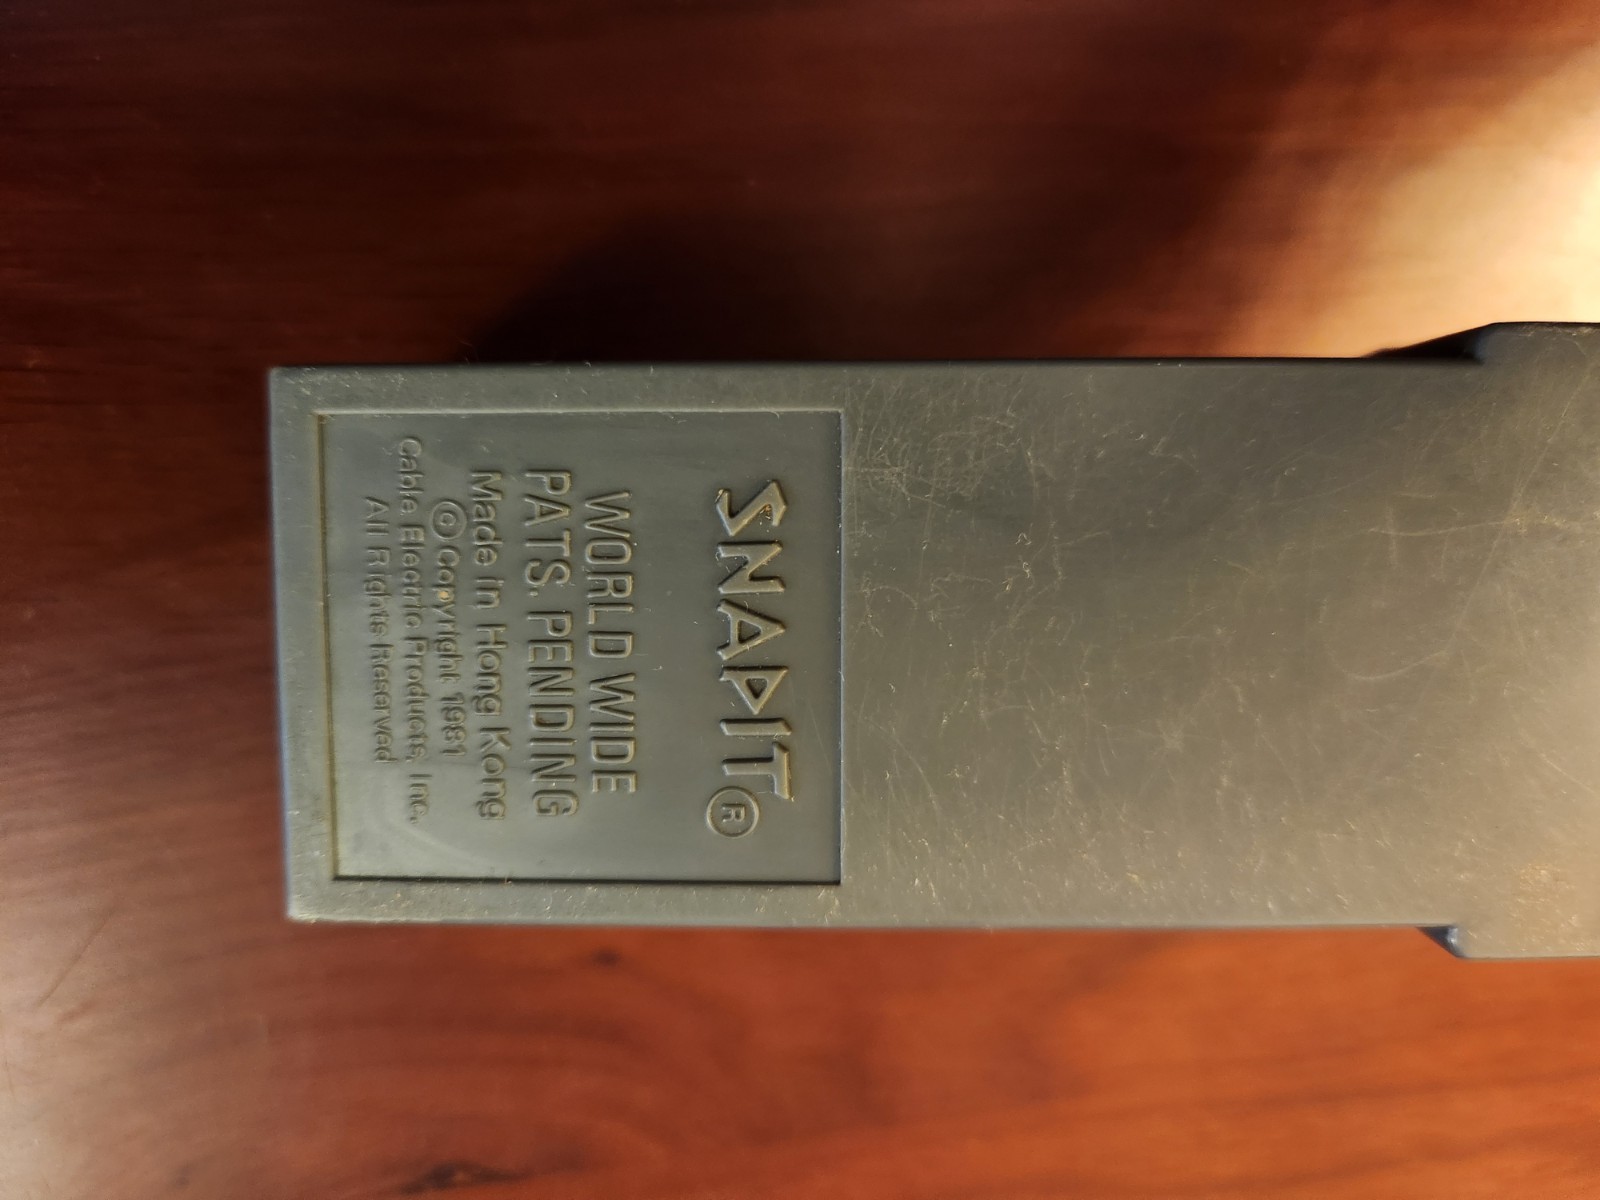 SNAPIT®
WORLD WIDE
PATS. PENDING
Made in Hong Kong
© Copyright 1981
Cable Electric Products, Inc.
All Rights Reserved